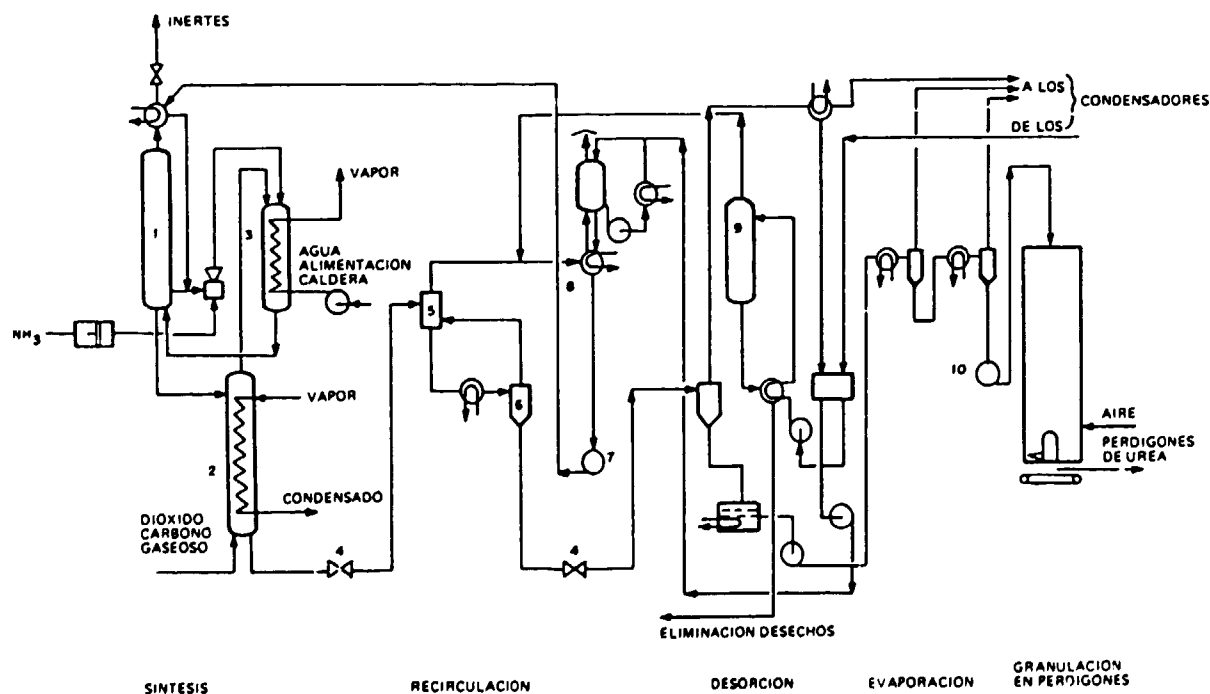 INERTES
A LOS
CONDENSADORES
DE LOS
VAPOR
1
3
AGUA
ALIMENTACION
CALDERA
5
8
9
NH3
6
10
VAPOR
AIRE
PERDIGONES
DE UREA
2
7
CONDENSADO
DIOXIDO
CARBONO
GASEOSO
4
4
ELIMINACION DESECHOS
SINTESIS
RECIRCULACION
DESORCION
EVAPORACION
GRANULACION
EN PERDIGONES